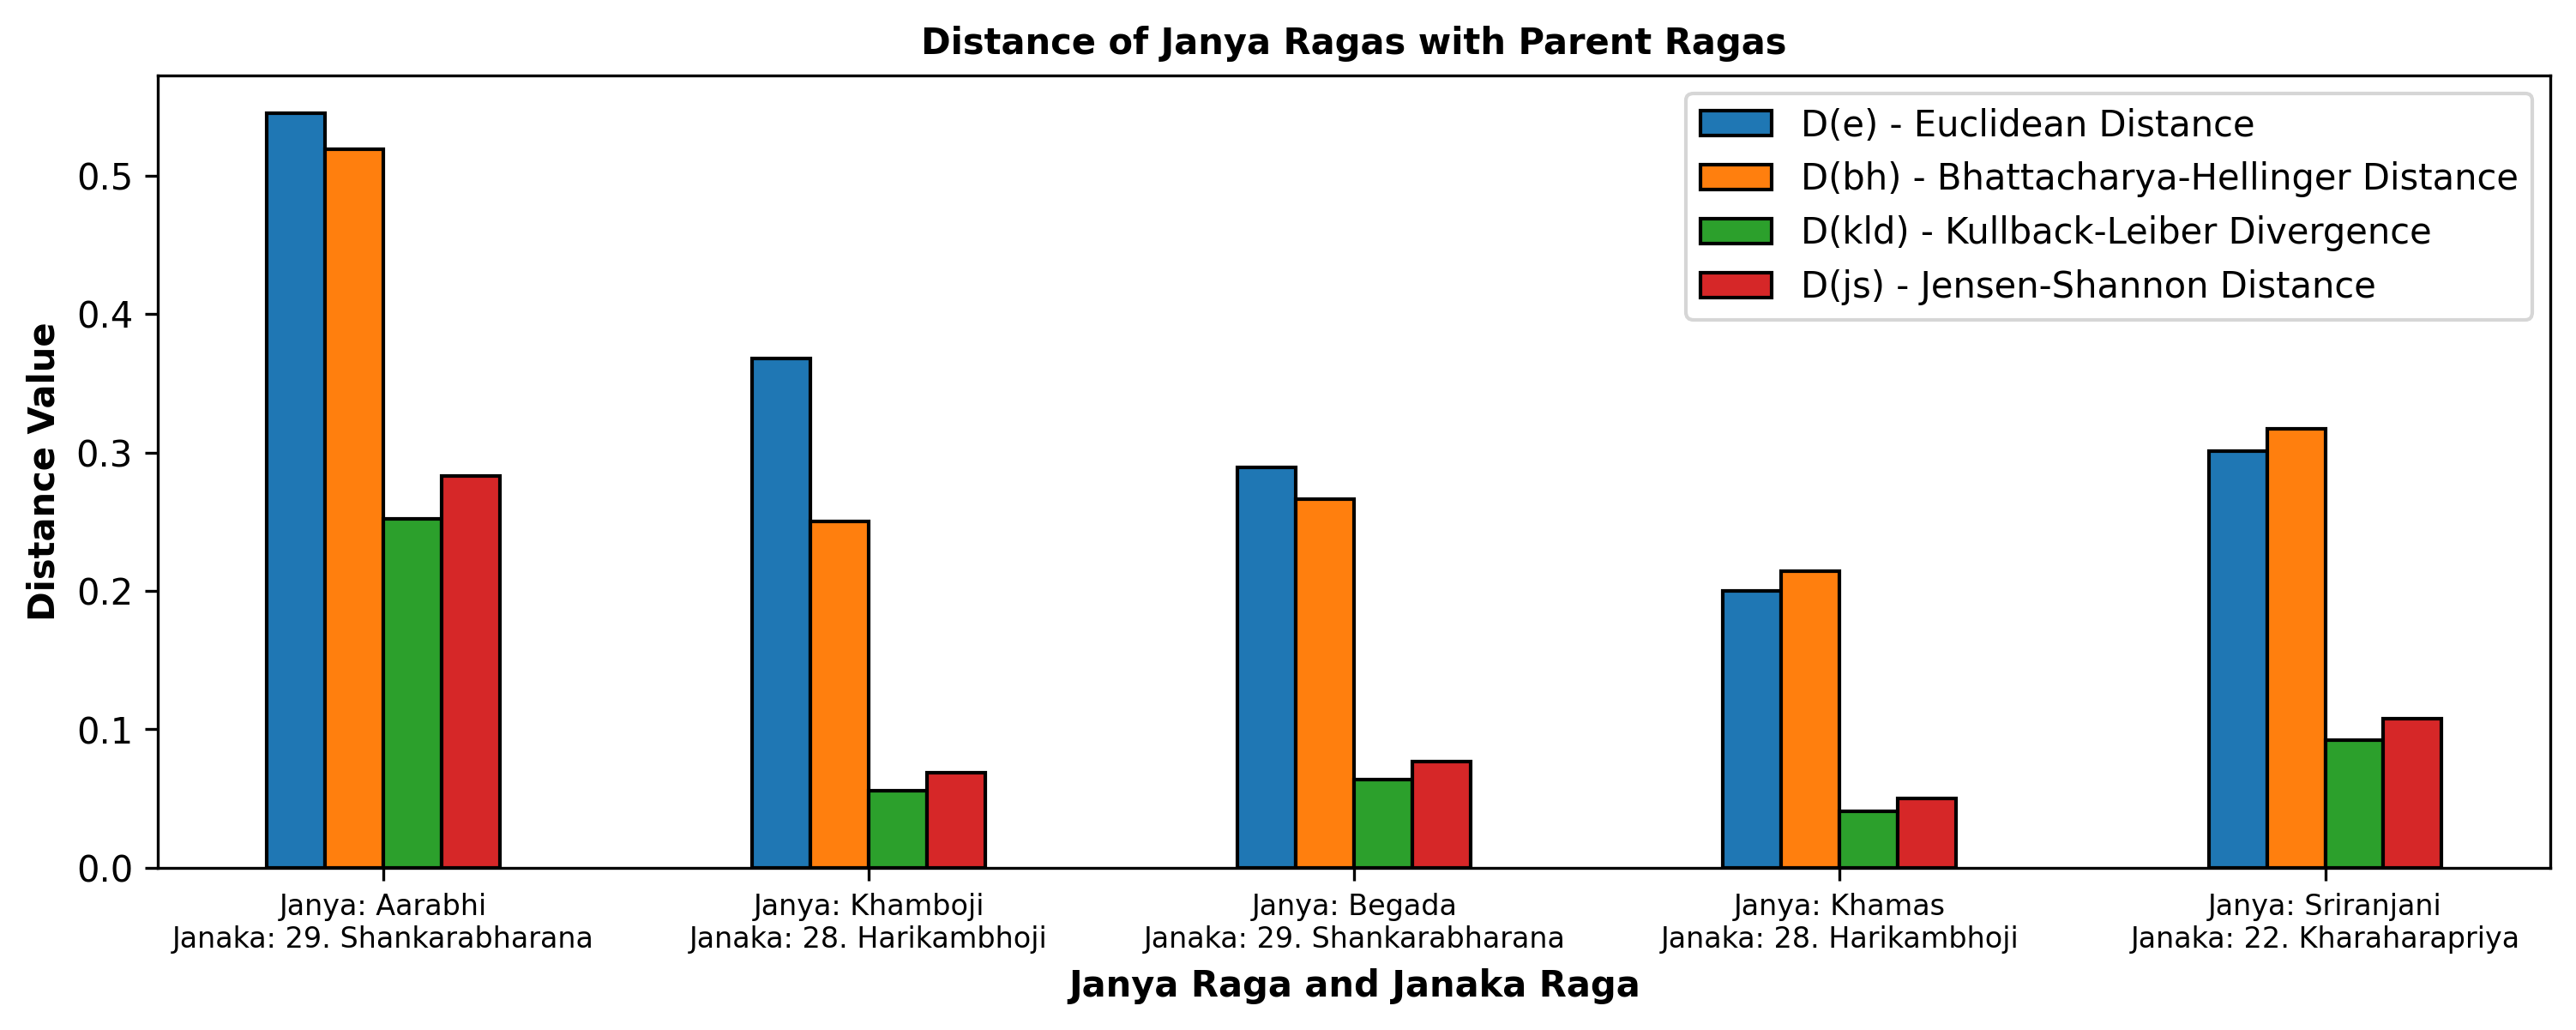 Distance of Janya Ragas with Parent Ragas
D(e) - Euclidean Distance
D(bh) - Bhattacharya-Hellinger Distance
D(kld) - Kullback-Leiber Divergence
D(js) - Jensen-Shannon Distance
Distance Value
0.5
0.4
0.3
0.2
0.1
0.0
Janya: Aarabhi
Janaka: 29. Shankarabharana
Janya: Khamboji
Janaka: 28. Harikambhoji
Janya: Begada
Janaka: 29. Shankarabharana
Janya: Khamas
Janaka: 28. Harikambhoji
Janya: Sriranjani
Janaka: 22. Kharaharapriya
Janya Raga and Janaka Raga